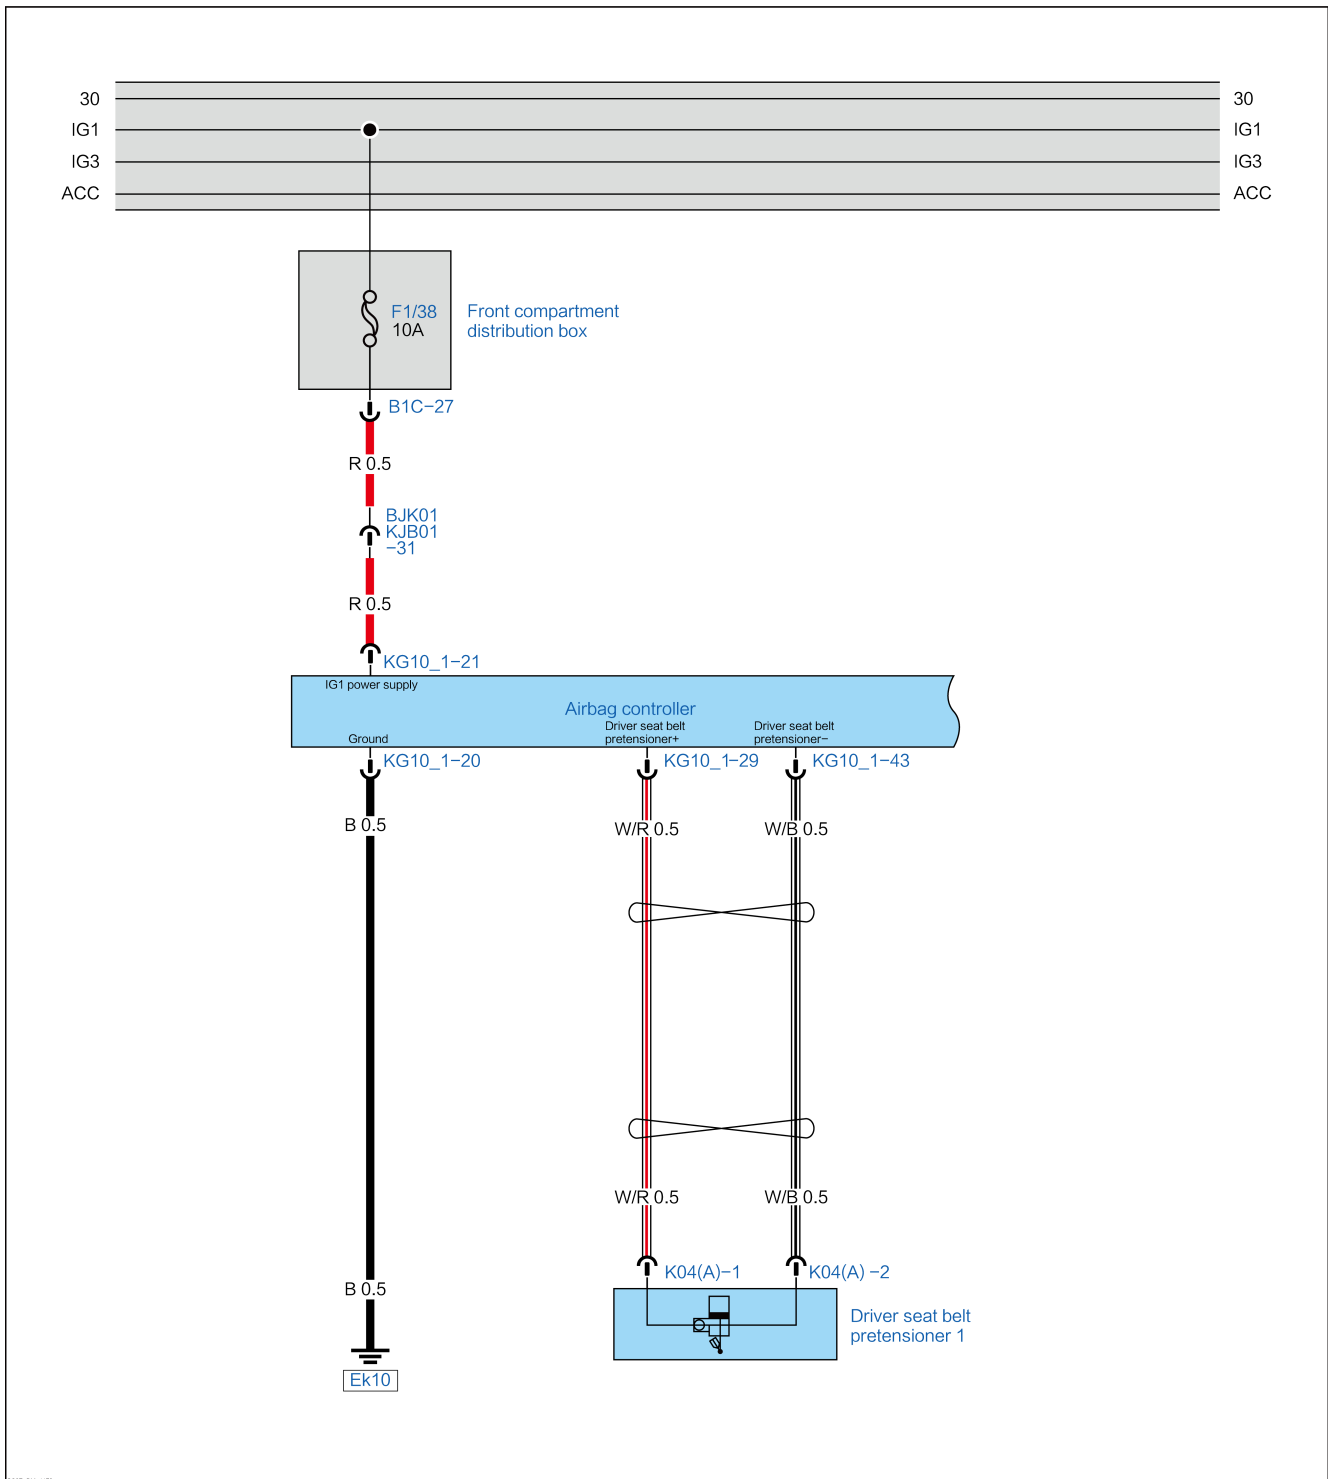 30
30
IG1
IG1
IG3
IG3
ACC
ACC
F1/38
10A
Front compartment
distribution box
B1C-27
R 0.5
BJK01
KJB01
-31
R 0.5
KG10_1-21
IG1 power supply
Airbag controller
Ground
Driver seat belt
pretensioner+
Driver seat belt
pretensioner-
KG10_1-20
KG10_1-29
KG10_1-43
B 0.5
W/R 0.5
W/B 0.5
W/R 0.5
W/B 0.5
K04(A)-1
K04(A) -2
B 0.5
Driver seat belt
pretensioner 1
Ek10